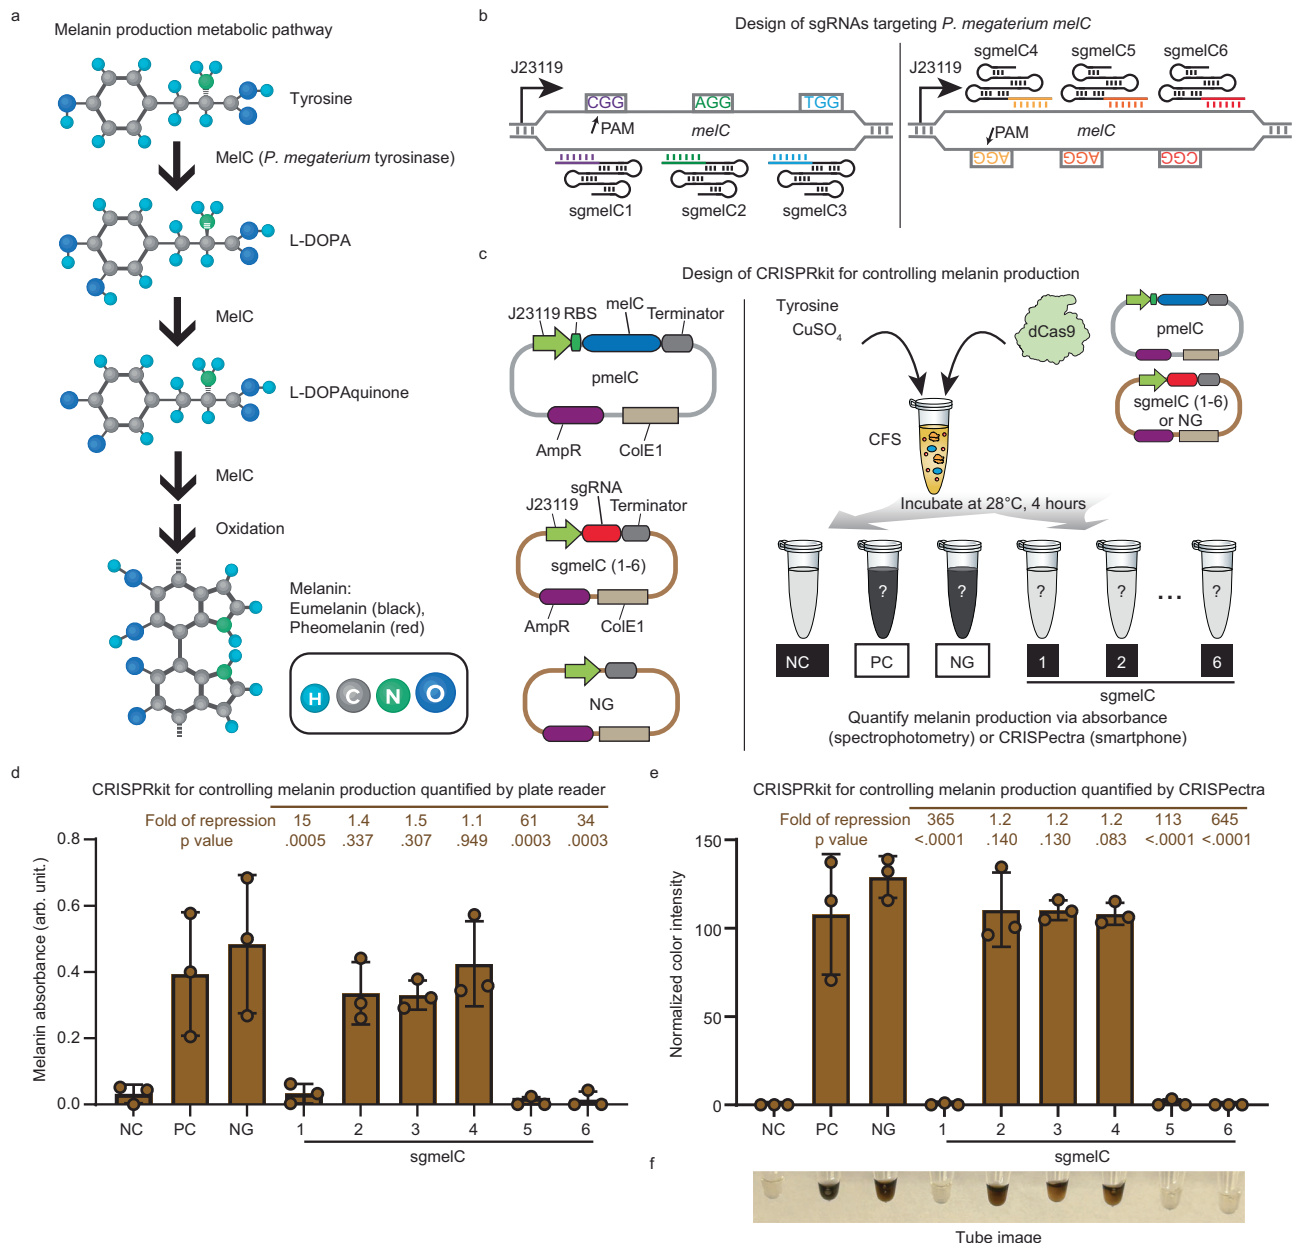 a
Melanin production metabolic pathway
Tyrosine
MelC (P. megaterium tyrosinase)
L-DOPA
MelC
L-DOPAquinone
MelC
Oxidation
Melanin:
Eumelanin (black),
Pheomelanin (red)
H C N O
b
Design of sgRNAs targeting P. megaterium melC
J23119
CGG
AGG
TGG
PAM
melC
sgmelC1
sgmelC2
sgmelC3
sgmelC4
sgmelC5
sgmelC6
J23119
PAM
melC
AGG
AGG
CGG
c
Design of CRISPRkit for controlling melanin production
J23119
RBS
melC
Terminator
pmelC
AmpR
ColE1
sgRNA
J23119
Terminator
sgmelC (1-6)
AmpR
ColE1
NG
Tyrosine
CuSO4
dCas9
pmelC
sgmelC (1-6)
or NG
CFS
Incubate at 28°C, 4 hours
? ? ? ? ... ?
NC PC NG 1 2 6
sgmelC
Quantify melanin production via absorbance
(spectrophotometry) or CRISPectra (smartphone)
d
CRISPRkit for controlling melanin production quantified by plate reader
Fold of repression 15 1.4 1.5 1.1 61 34
p value .0005 .337 .307 .949 .0003 .0003
Melanin absorbance (arb. unit.)
0.8
0.6
0.4
0.2
0.0
NC PC NG 1 2 3 4 5 6
sgmelC
e
CRISPRkit for controlling melanin production quantified by CRISPectra
Fold of repression 365 1.2 1.2 1.2 113 645
p value <.0001 .140 .130 .083 <.0001 <.0001
Normalized color intensity
150
100
50
0
NC PC NG 1 2 3 4 5 6
sgmelC
f
Tube image